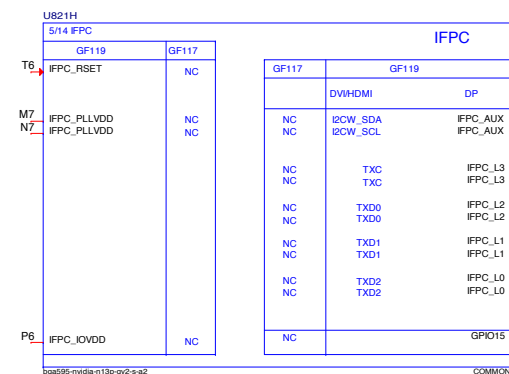 U821H
5/14 IFPC
IFPC
GF119 GF117
T6 IFPC_RSET NC
GF117 GF119
DVI/HDMI DP
M7 IFPC_PLLVDD NC
N7 IFPC_PLLVDD NC
NC I2CW_SDA IFPC_AUX
NC I2CW_SCL IFPC_AUX
NC TXC IFPC_L3
NC TXC IFPC_L3
NC TXD0 IFPC_L2
NC TXD0 IFPC_L2
NC TXD1 IFPC_L1
NC TXD1 IFPC_L1
NC TXD2 IFPC_L0
NC TXD2 IFPC_L0
P6 IFPC_IOVDD NC
NC GPIO15
bga595-nvidia-n13p-gv2-s-a2 COMMON